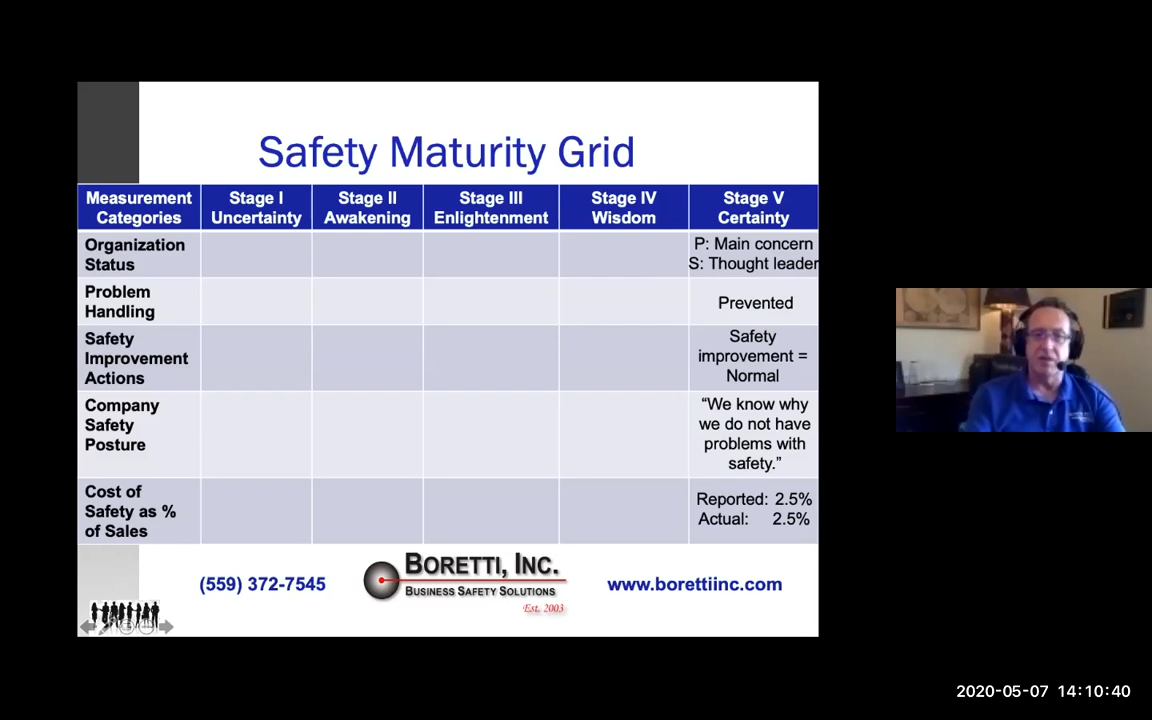 Safety Maturity Grid
Measurement
Categories
Stage I
Uncertainty
Stage II
Awakening
Stage III
Enlightenment
Stage IV
Wisdom
Stage V
Certainty
Organization
Status
P: Main concern
S: Thought leader
Problem
Handling
Prevented
Safety
Improvement
Actions
Safety
improvement =
Normal
Company
Safety
Posture
“We know why
we do not have
problems with
safety.”
Cost of
Safety as %
of Sales
Reported: 2.5%
Actual: 2.5%
(559) 372-7545
BORETTI, INC.
BUSINESS SAFETY SOLUTIONS
Est. 2003
www.borettiinc.com
2020-05-07 14:10:40